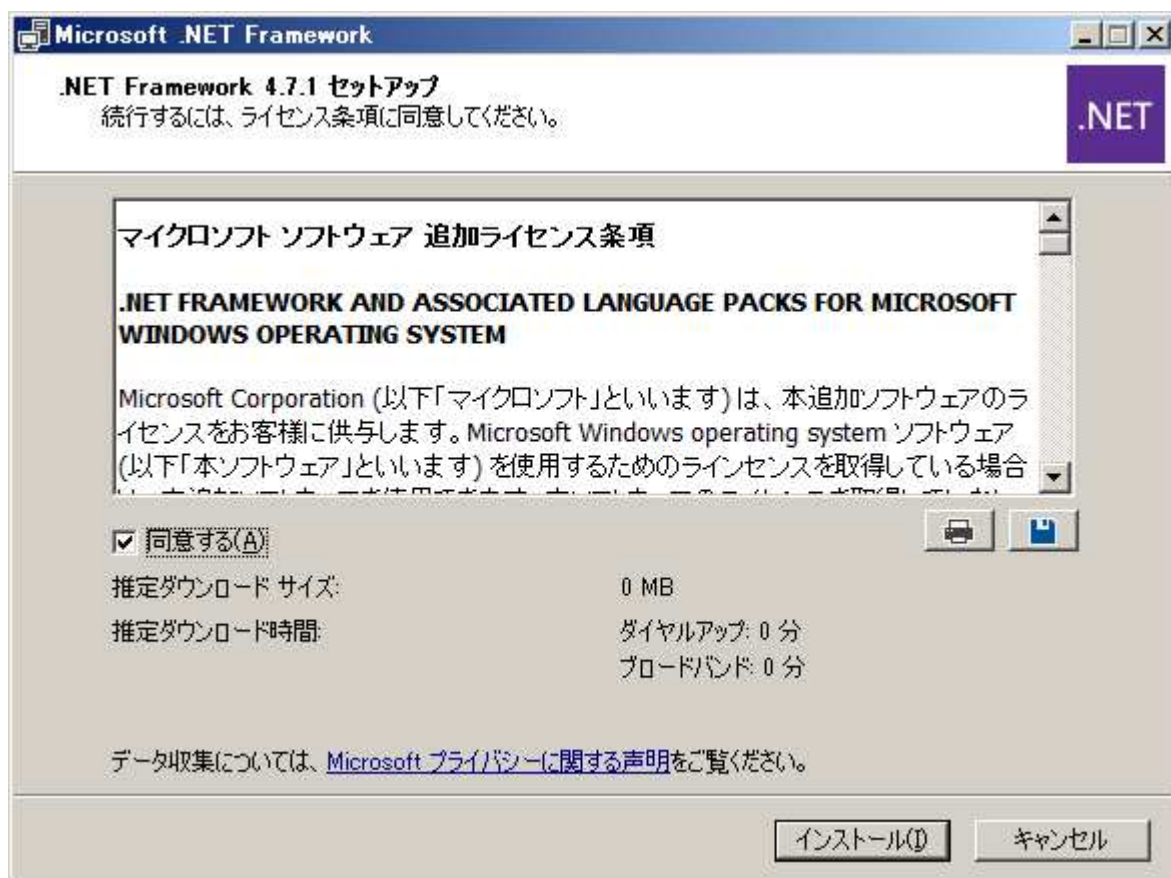 Microsoft .NET Framework
.NET Framework 4.7.1 セットアップ
続行するには、ライセンス条項に同意してください。
.NET
マイクロソフト ソフトウェア 追加ライセンス条項
.NET FRAMEWORK AND ASSOCIATED LANGUAGE PACKS FOR MICROSOFT
WINDOWS OPERATING SYSTEM
Microsoft Corporation (以下「マイクロソフト」といいます) は、本追加ソフトウェアのラ
イセンスをお客様に供与します。Microsoft Windows operating system ソフトウェア
(以下「本ソフトウェア」といいます) を使用するためのラインセンスを取得している場合
同意する(A)
推定ダウンロード サイズ: 0 MB
推定ダウンロード時間: ダイヤルアップ: 0 分
ブロードバンド: 0 分
データ収集については、Microsoft プライバシーに関する声明をご覧ください。
インストール(I) キャンセル